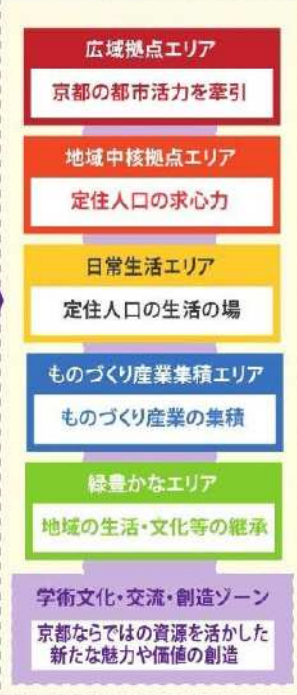 広域拠点エリア
京都の都市活力を牽引
地域中核拠点エリア
定住人口の求心力
日常生活エリア
定住人口の生活の場
ものづくり産業集積エリア
ものづくり産業の集積
緑豊かなエリア
地域の生活・文化等の継承
学術文化・交流・創造ゾーン
京都ならではの資源を活かした
新たな魅力や価値の創造